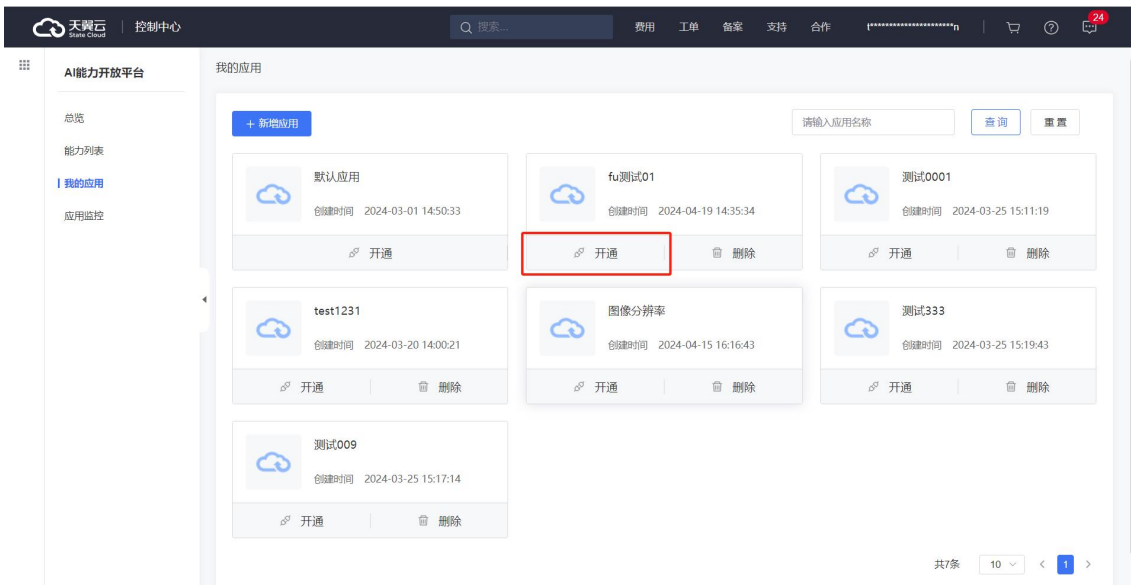 天翼云 State Cloud 控制中心 搜索... 费用 工单 备案 支持 合作 t**********************n 24
AI能力开放平台
总览
能力列表
我的应用
应用监控
我的应用
+ 新增应用 请输入应用名称 查询 重置
默认应用
创建时间 2024-03-01 14:50:33
开通
fu测试01
创建时间 2024-04-19 14:35:34
开通 删除
测试0001
创建时间 2024-03-25 15:11:19
开通 删除
test1231
创建时间 2024-03-20 14:00:21
开通 删除
图像分辨率
创建时间 2024-04-15 16:16:43
开通 删除
测试333
创建时间 2024-03-25 15:19:43
开通 删除
测试009
创建时间 2024-03-25 15:17:14
开通 删除
共7条 10 1